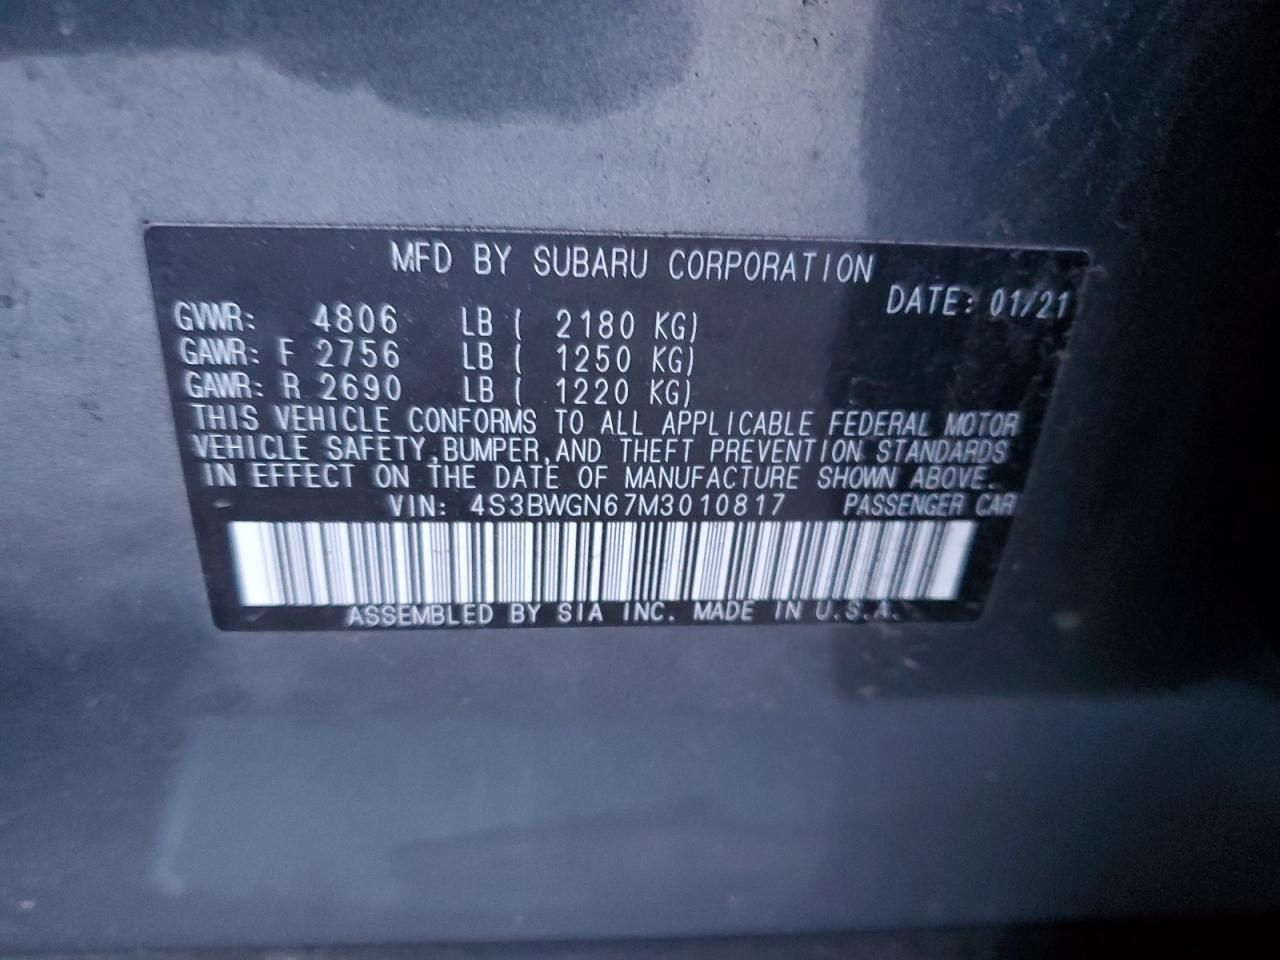 MFD BY SUBARU CORPORATION
DATE: 01/21
GVWR: 4806 LB ( 2180 KG)
GAWR: F 2756 LB ( 1250 KG)
GAWR: R 2690 LB ( 1220 KG)
THIS VEHICLE CONFORMS TO ALL APPLICABLE FEDERAL MOTOR
VEHICLE SAFETY,BUMPER,AND THEFT PREVENTION STANDARDS
IN EFFECT ON THE DATE OF MANUFACTURE SHOWN ABOVE.
VIN: 4S3BWGN67M3010817 PASSENGER CAR
ASSEMBLED BY SIA INC. MADE IN U.S.A.